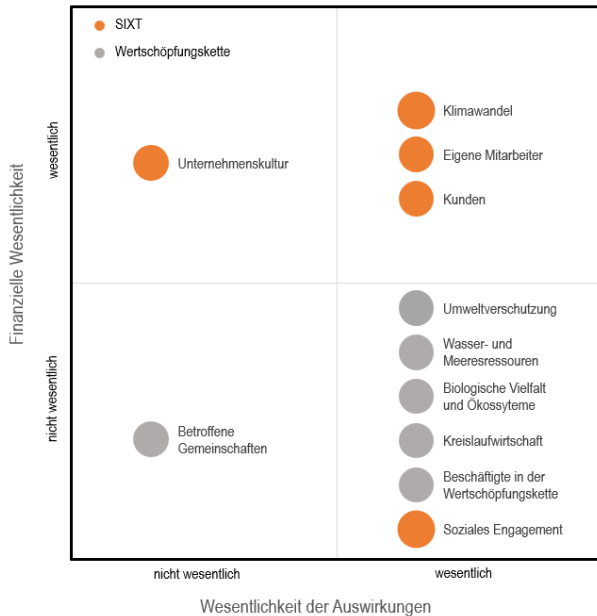 SIXT
Wertschöpfungskette
Finanzielle Wesentlichkeit
wesentlich
nicht wesentlich
Unternehmenskultur
Klimawandel
Eigene Mitarbeiter
Kunden
Betroffene
Gemeinschaften
Umweltverschutzung
Wasser- und
Meeresressouren
Biologische Vielfalt
und Ökossyteme
Kreislaufwirtschaft
Beschäftigte in der
Wertschöpfungskette
Soziales Engagement
nicht wesentlich
wesentlich
Wesentlichkeit der Auswirkungen